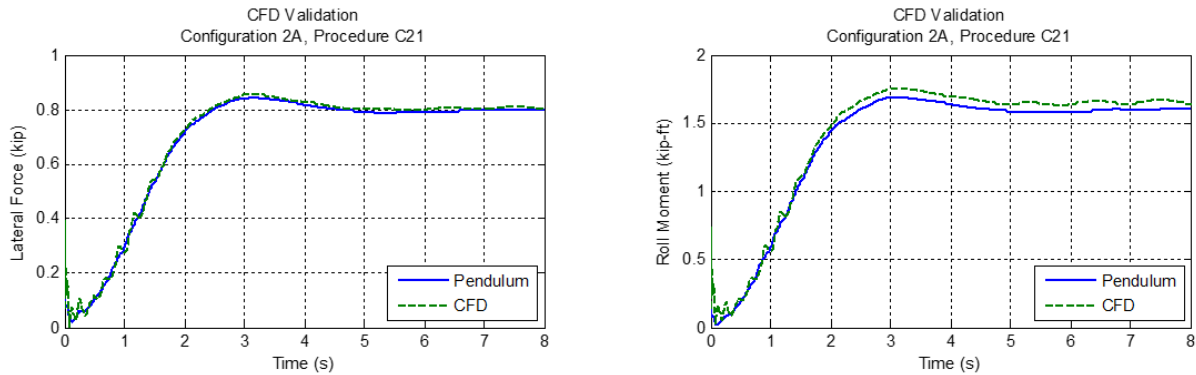 CFD Validation
Configuration 2A, Procedure C21
1
0.8
0.6
0.4
0.2
0
Lateral Force (kip)
Pendulum
CFD
0 1 2 3 4 5 6 7 8
Time (s)
CFD Validation
Configuration 2A, Procedure C21
2
1.5
1
0.5
0
Roll Moment (kip-ft)
Pendulum
CFD
0 1 2 3 4 5 6 7 8
Time (s)